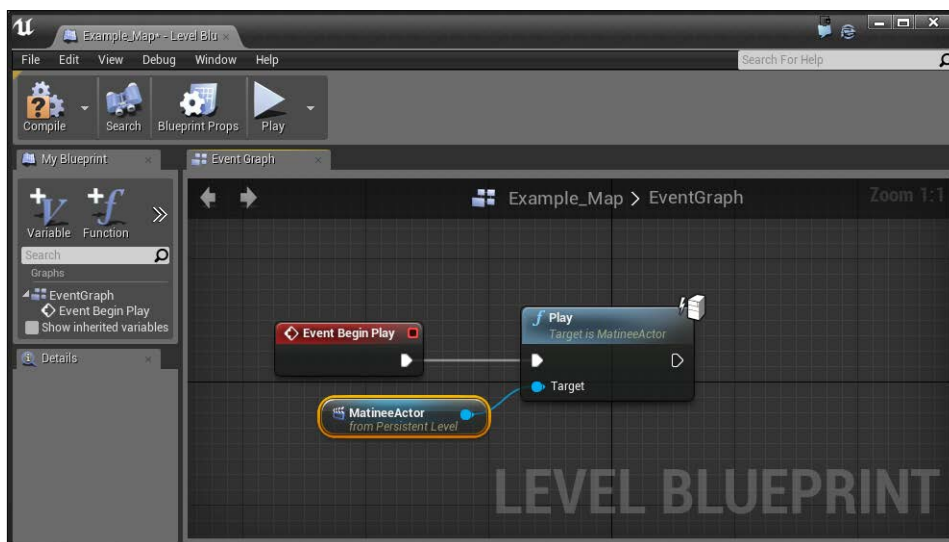 Example_Map* - Level Blu
File Edit View Debug Window Help
Search For Help
Compile Search Blueprint Props Play
My Blueprint
Event Graph
Variable Function
Search
Graphs
EventGraph
Event Begin Play
Show inherited variables
Details
Example_Map > EventGraph
Zoom 1:1
Event Begin Play
Play
Target is MatineeActor
Target
MatineeActor
from Persistent Level
LEVEL BLUEPRINT